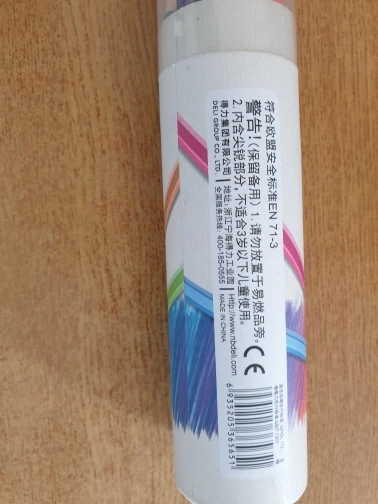 符合欧盟安全标准EN 71-3
警告!(保留备用) 1.请勿放置于易燃品旁。
2.内含尖锐部分，不适合3岁以下儿童使用。
CE
得力集团有限公司
DELI GROUP CO., LTD.
地址: 浙江宁海得力工业园
全国服务热线: 400-185-0555
Http://www.nbdeli.com
MADE IN CHINA
6 935205 365651